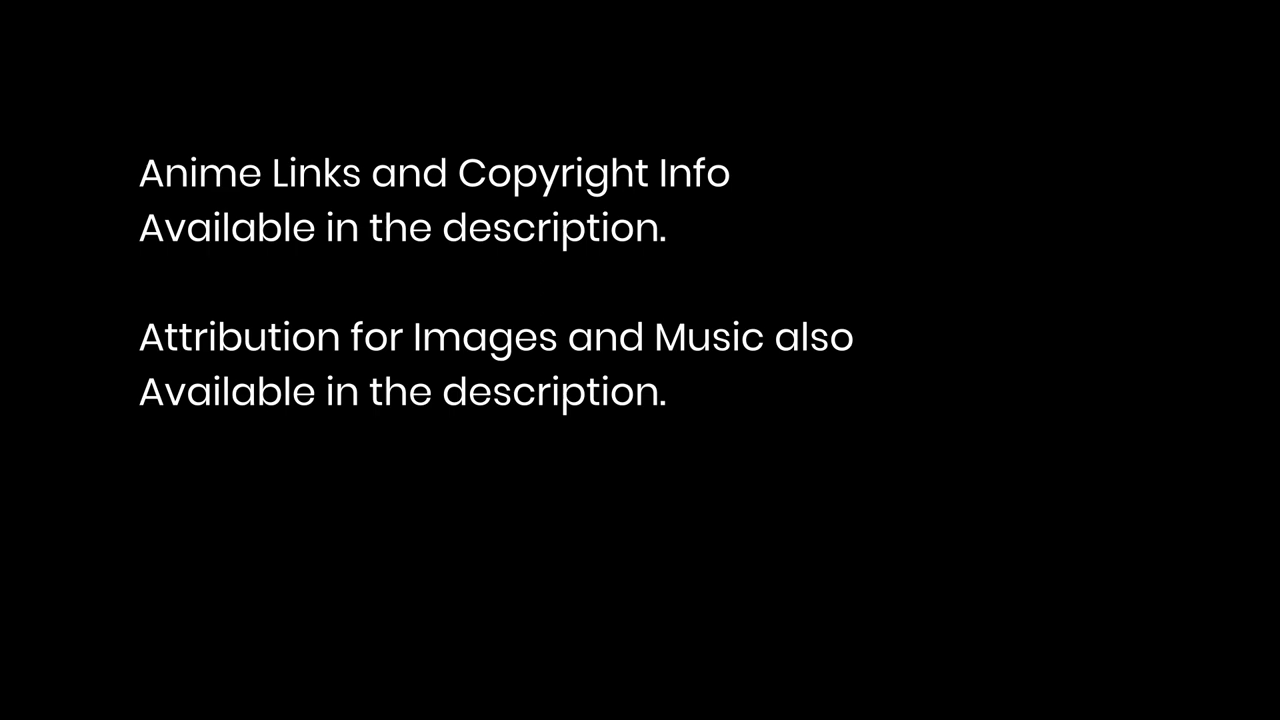 Anime Links and Copyright Info
Available in the description.
Attribution for Images and Music also
Available in the description.